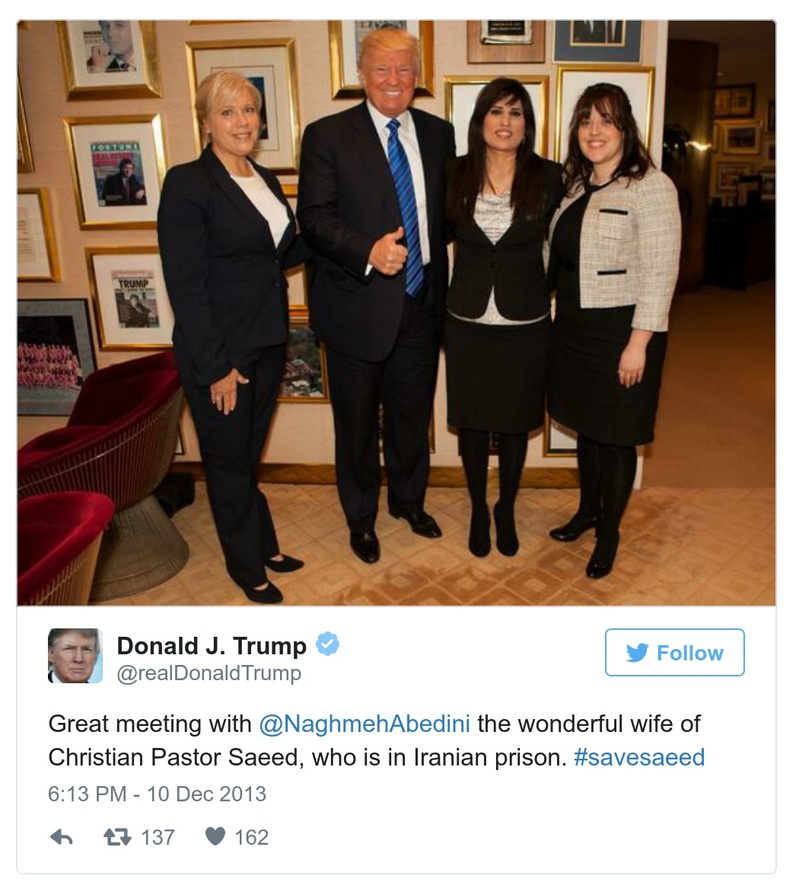 FORTUNE
TRUMP
Donald J. Trump
@realDonaldTrump
Follow
Great meeting with @NaghmehAbedini the wonderful wife of
Christian Pastor Saeed, who is in Iranian prison. #savesaeed
6:13 PM - 10 Dec 2013
137 162